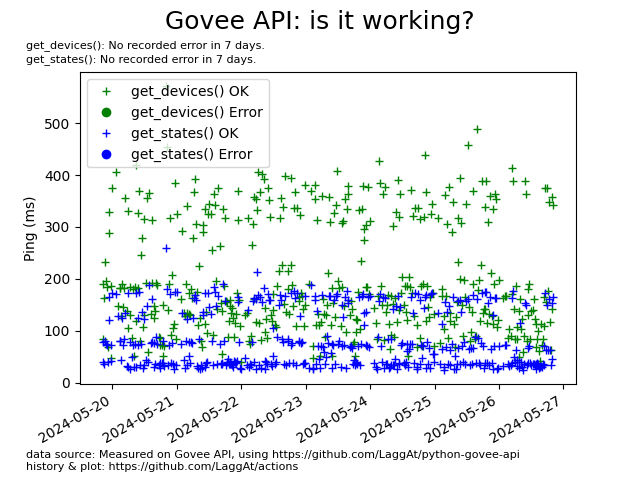 Govee API: is it working?
get_devices(): No recorded error in 7 days.
get_states(): No recorded error in 7 days.
get_devices() OK
get_devices() Error
get_states() OK
get_states() Error
Ping (ms)
500
400
300
200
100
0
2024-05-20
2024-05-21
2024-05-22
2024-05-23
2024-05-24
2024-05-25
2024-05-26
2024-05-27
data source: Measured on Govee API, using https://github.com/LaggAt/python-govee-api
history & plot: https://github.com/LaggAt/actions